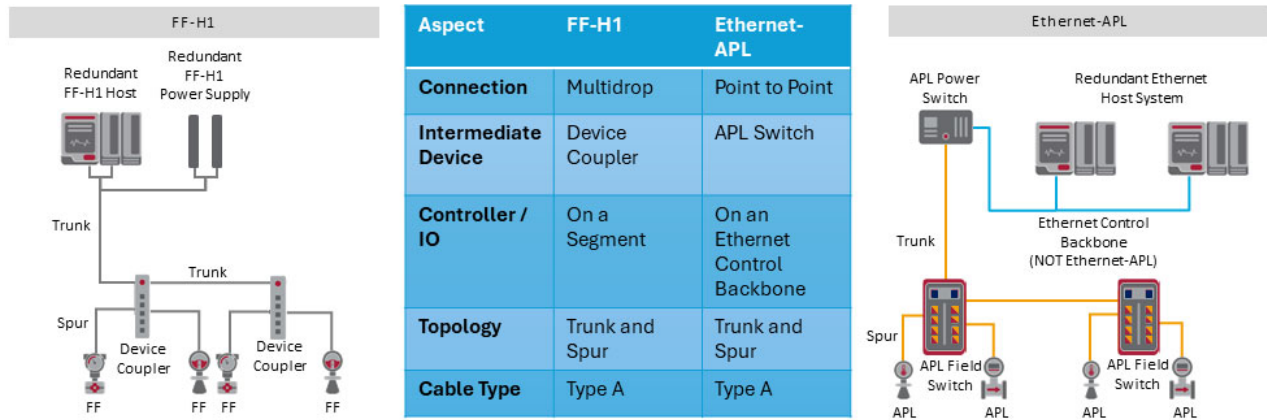 FF-H1
Redundant
FF-H1 Host
Redundant
FF-H1
Power Supply
Trunk
Trunk
Spur
Device
Coupler
Device
Coupler
FF
FF
FF
FF
Aspect
FF-H1
Ethernet-
APL
Connection
Multidrop
Point to Point
Intermediate
Device
Device
Coupler
APL Switch
Controller /
IO
On a
Segment
On an
Ethernet
Control
Backbone
Topology
Trunk and
Spur
Trunk and
Spur
Cable Type
Type A
Type A
Ethernet-APL
APL Power
Switch
Redundant Ethernet
Host System
Trunk
Ethernet Control
Backbone
(NOT Ethernet-APL)
Spur
APL Field
Switch
APL Field
Switch
APL
APL
APL
APL